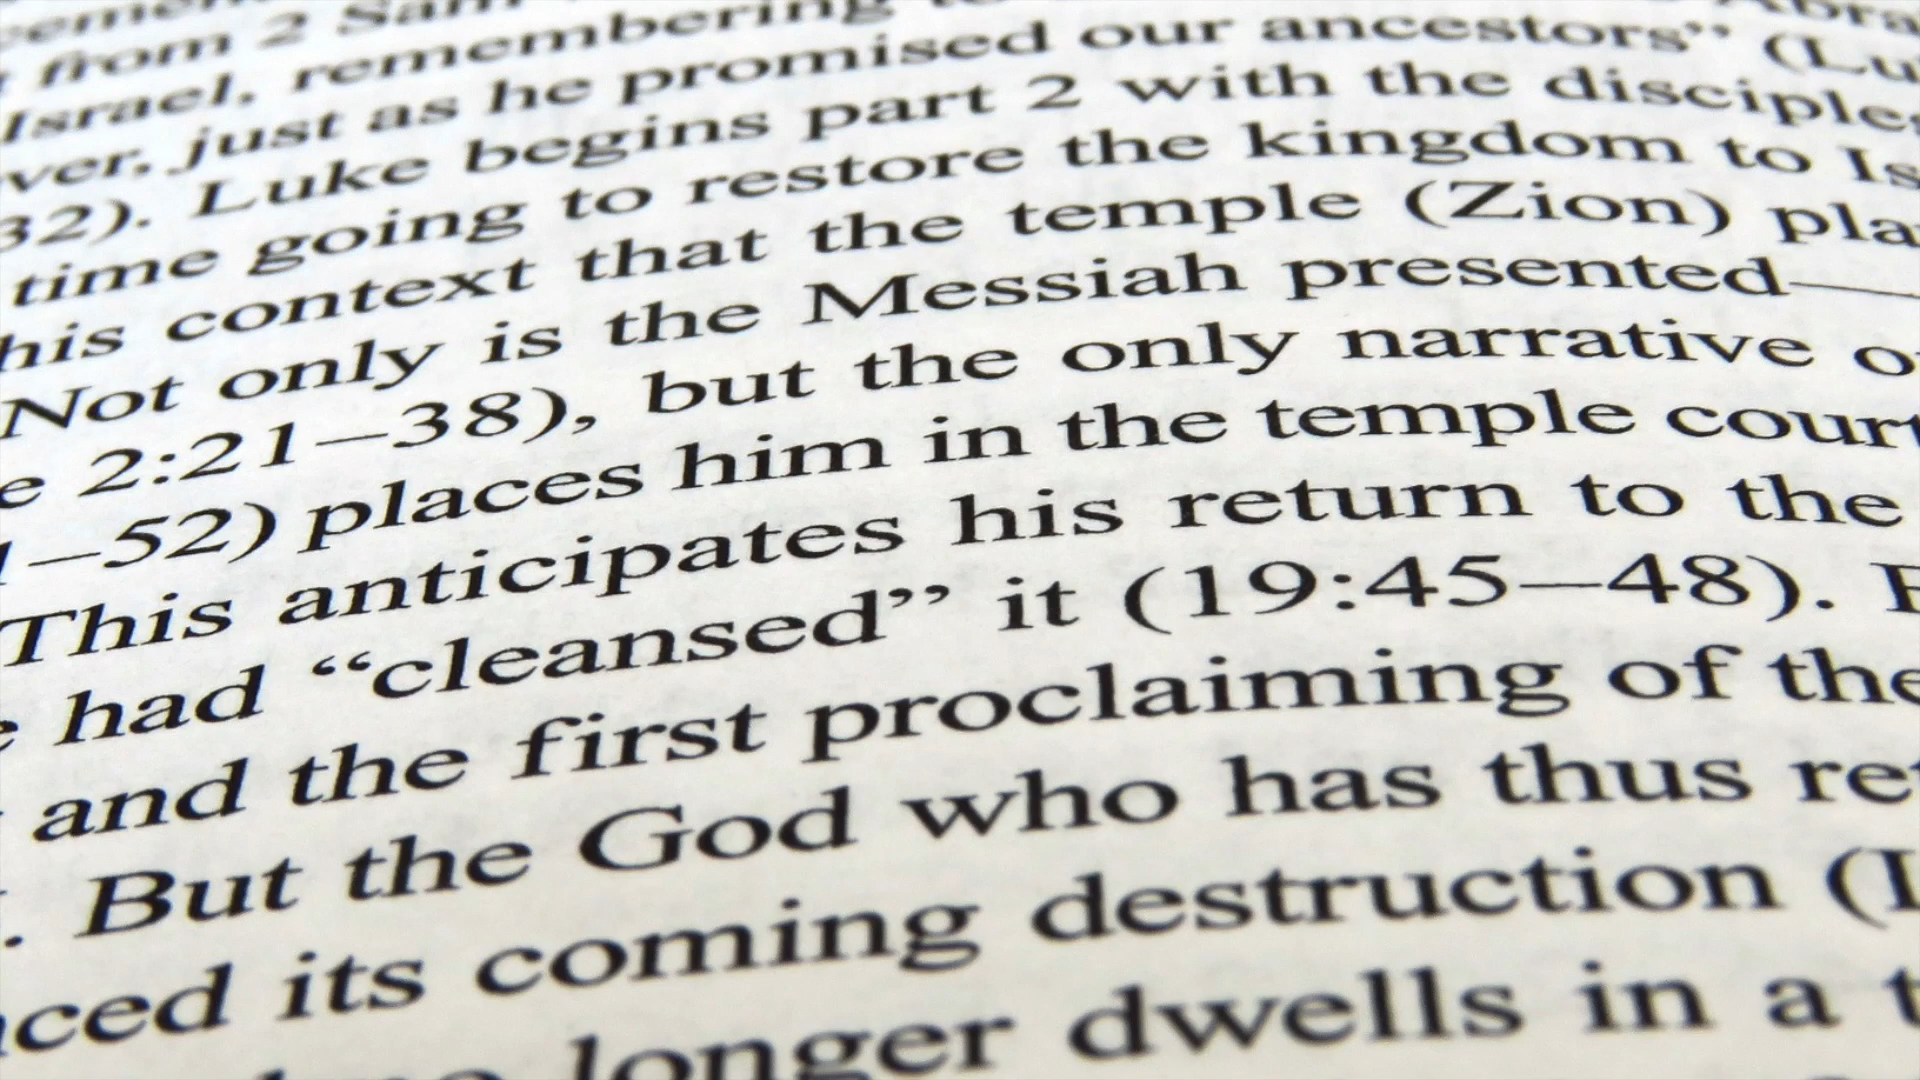 from 2 Sam
Israel, remembering
ver, just as he promised our ancestors” (Lu
32). Luke begins part 2 with the disciples
time going to restore the kingdom to Is
his context that the temple (Zion) pla
Not only is the Messiah presented—
e 2:21–38), but the only narrative o
–52) places him in the temple court
This anticipates his return to the
e had “cleansed” it (19:45–48). F
and the first proclaiming of the
. But the God who has thus ret
ced its coming destruction (L
longer dwells in a t